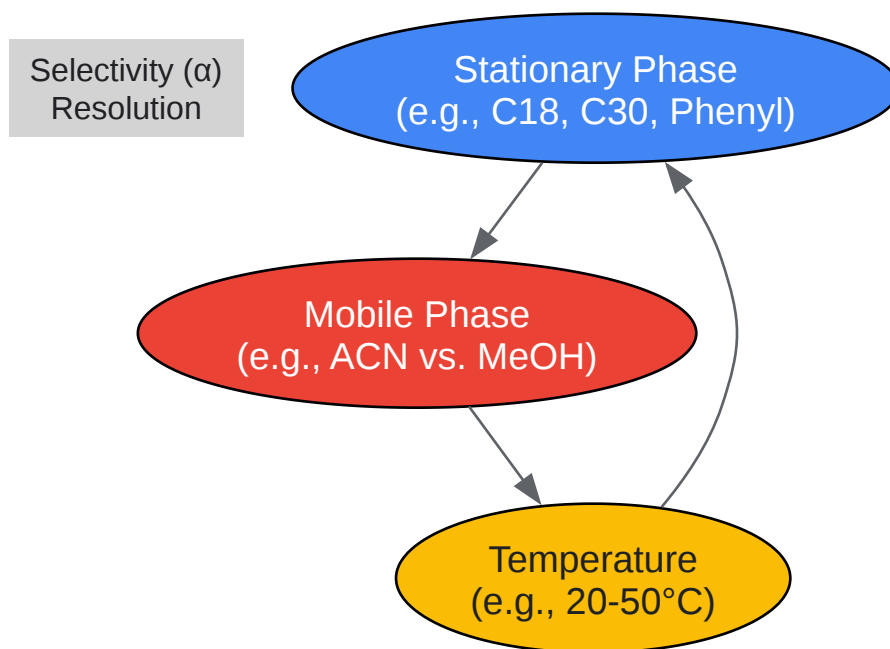 Selectivity (α)
Resolution
Stationary Phase
(e.g., C18, C30, Phenyl)
Mobile Phase
(e.g., ACN vs. MeOH)
Temperature
(e.g., 20-50°C)